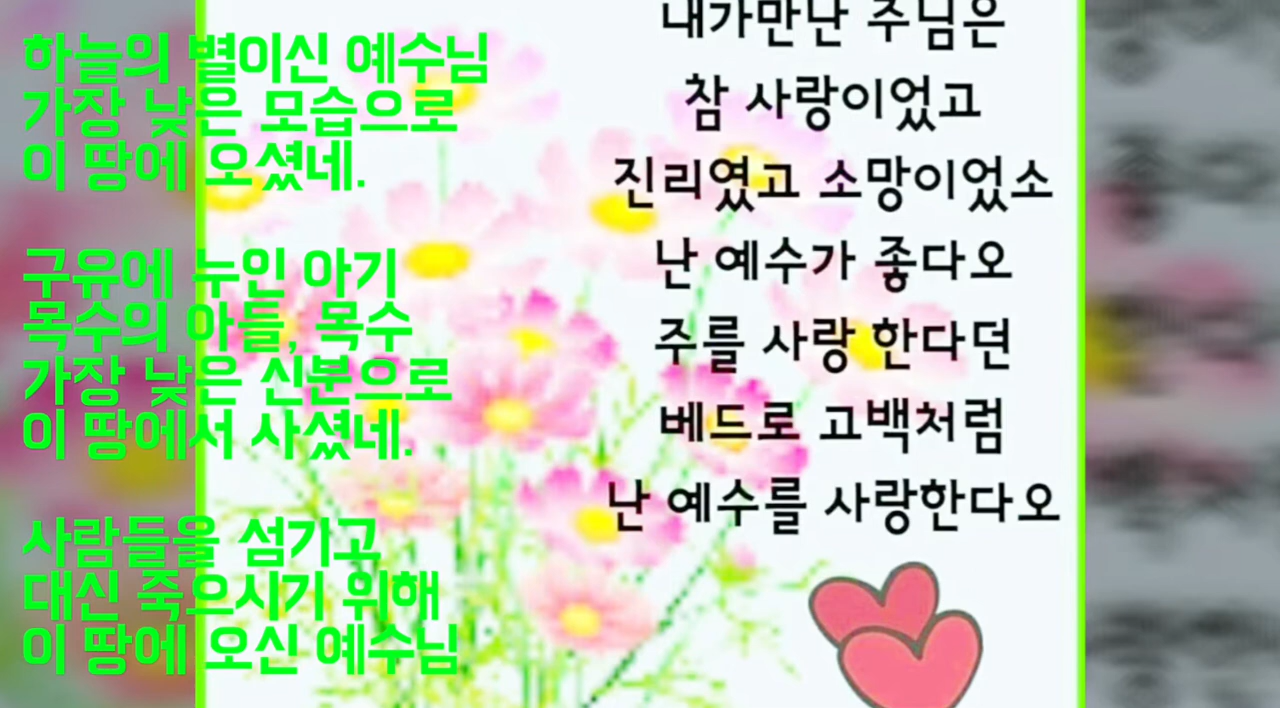 하늘의 별이신 예수님
가장 낮은 모습으로
이 땅에 오셨네.
구유에 누인 아기
목수의 아들, 목수
가장 낮은 신분으로
이 땅에서 사셨네.
사람들을 섬기고
대신 죽으시기 위해
이 땅에 오신 예수님
내가만난 주님은
참 사랑이었고
진리였고 소망이었소
난 예수가 좋다오
주를 사랑 한다던
베드로 고백처럼
난 예수를 사랑한다오